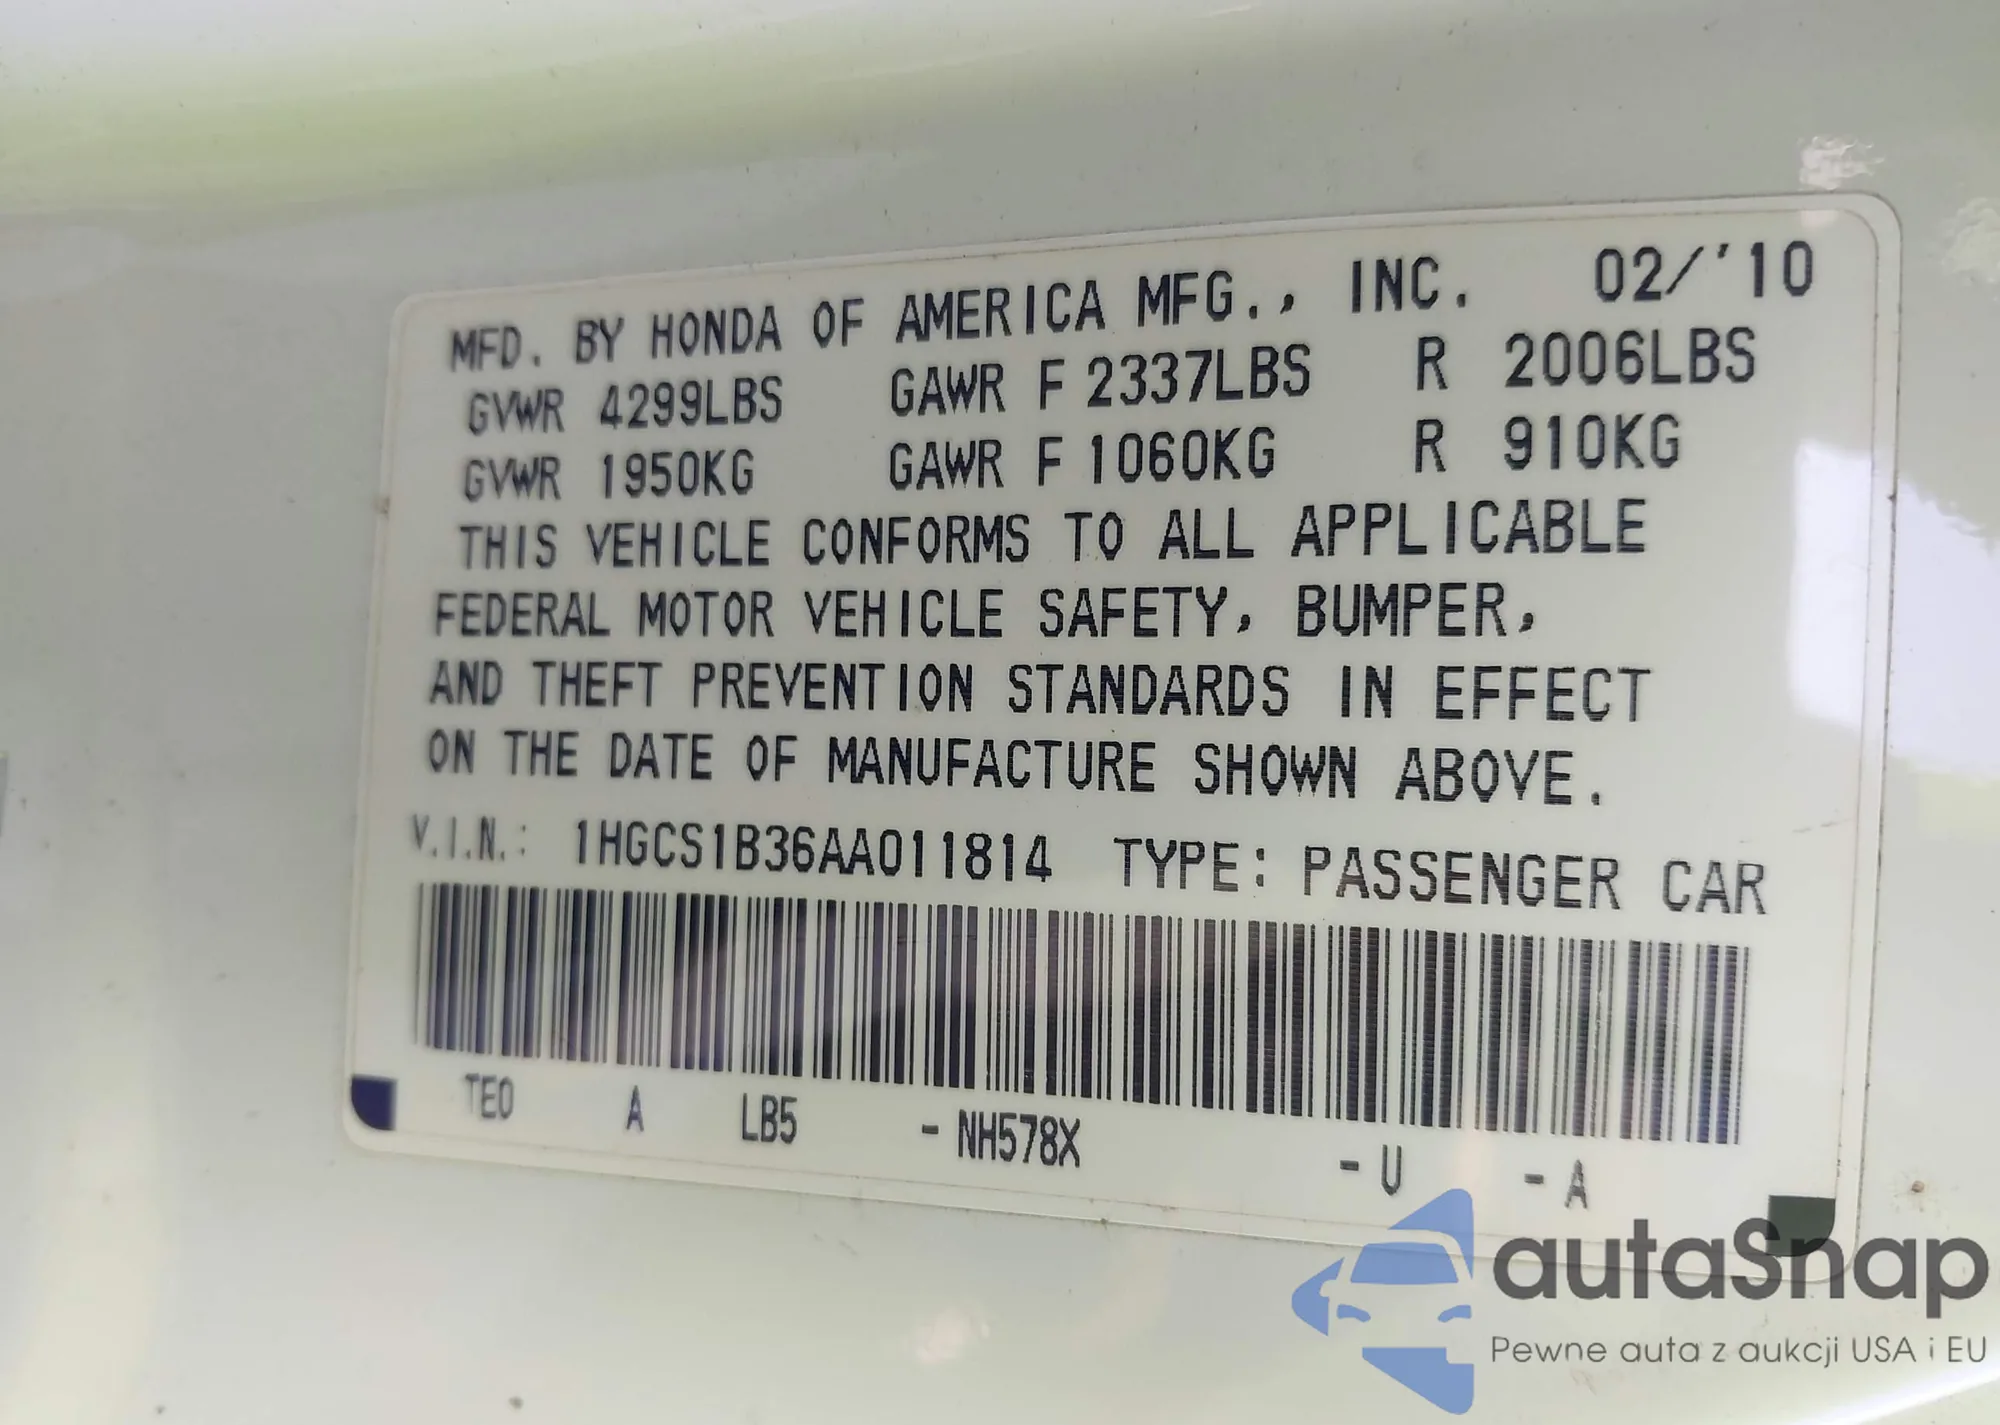 MFD. BY HONDA OF AMERICA MFG., INC. 02/'10
GVWR 4299LBS GAWR F 2337LBS R 2006LBS
GVWR 1950KG GAWR F 1060KG R 910KG
THIS VEHICLE CONFORMS TO ALL APPLICABLE
FEDERAL MOTOR VEHICLE SAFETY, BUMPER,
AND THEFT PREVENTION STANDARDS IN EFFECT
ON THE DATE OF MANUFACTURE SHOWN ABOVE.
V.I.N.: 1HGCS1B36AA011814 TYPE: PASSENGER CAR
TE0 A LB5 -NH578X -U -A
autaSnap
Pewne auta z aukcji USA i EU